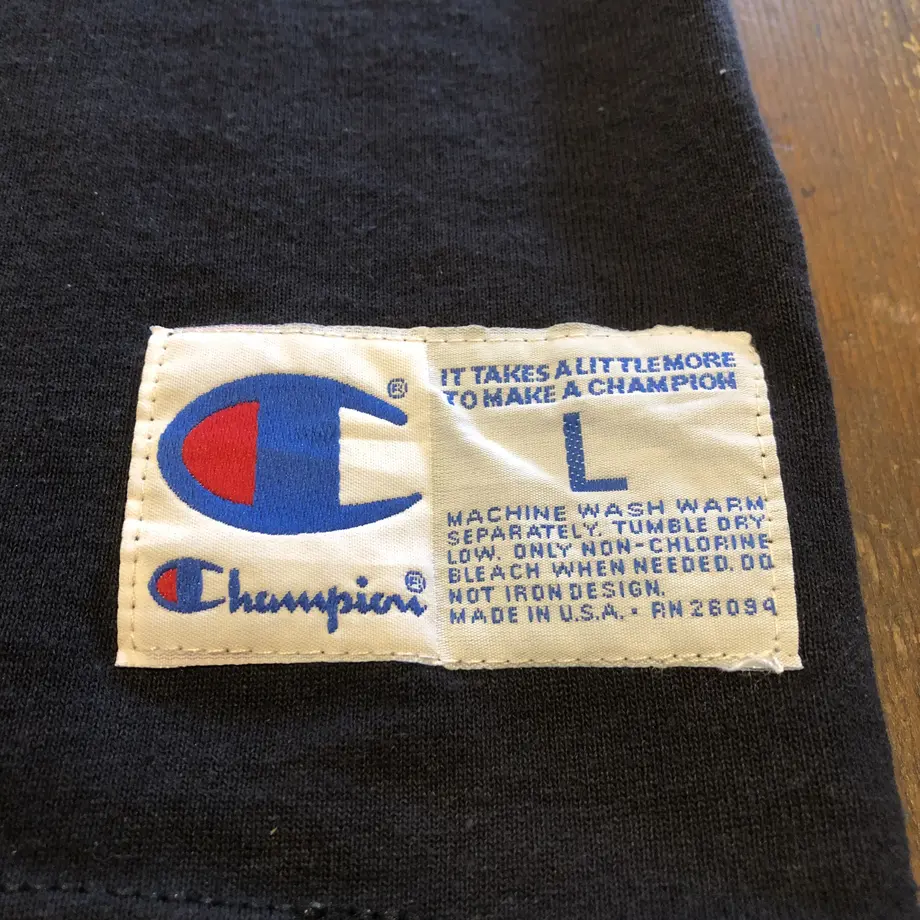 Champion
IT TAKES A LITTLE MORE
TO MAKE A CHAMPION
L
MACHINE WASH WARM
SEPARATELY. TUMBLE DRY
LOW. ONLY NON-CHLORINE
BLEACH WHEN NEEDED. DO
NOT IRON DESIGN.
MADE IN U.S.A. • RN 26094